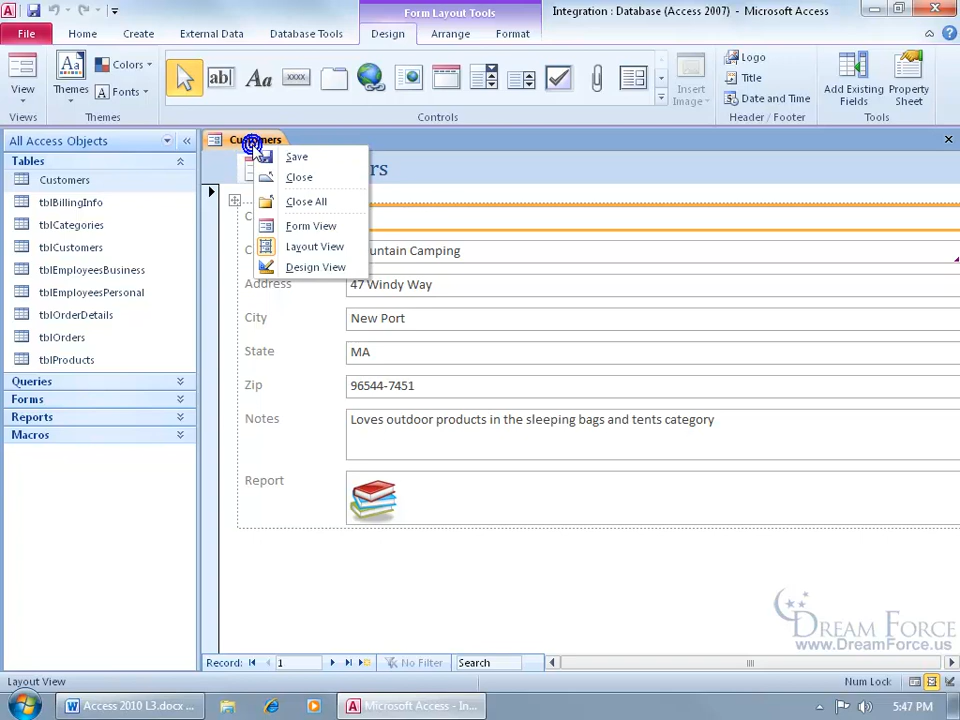 Form Layout Tools
Integration : Database (Access 2007) - Microsoft Access
File Home Create External Data Database Tools Design Arrange Format
View
Views
Themes
Colors
Fonts
Themes
ab|
Aa
xxxx
Controls
Insert
Image
Logo
Title
Date and Time
Header / Footer
Add Existing
Fields
Property
Sheet
Tools
All Access Objects
Tables
Customers
tblBillingInfo
tblCategories
tblCustomers
tblEmployeesBusiness
tblEmployeesPersonal
tblOrderDetails
tblOrders
tblProducts
Queries
Forms
Reports
Macros
Save
Close
Close All
Form View
Layout View
Design View
Address 47 Windy Way
City New Port
State MA
Zip 96544-7451
Notes Loves outdoor products in the sleeping bags and tents category
Report
Dream Force
www.DreamForce.us
Record: 1 No Filter Search
Layout View
Num Lock
Access 2010 L3.docx ...
Microsoft Access - In...
5:47 PM